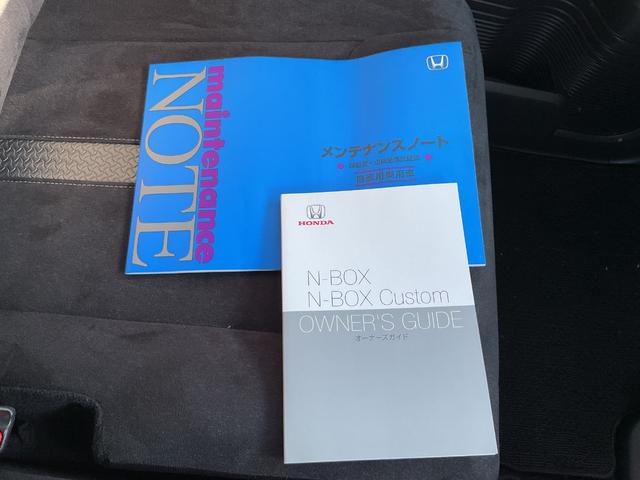 maintenance
NOTE
メンテナンスノート
自家用乗用車
HONDA
N-BOX
N-BOX Custom
OWNER'S GUIDE
オーナーズガイド